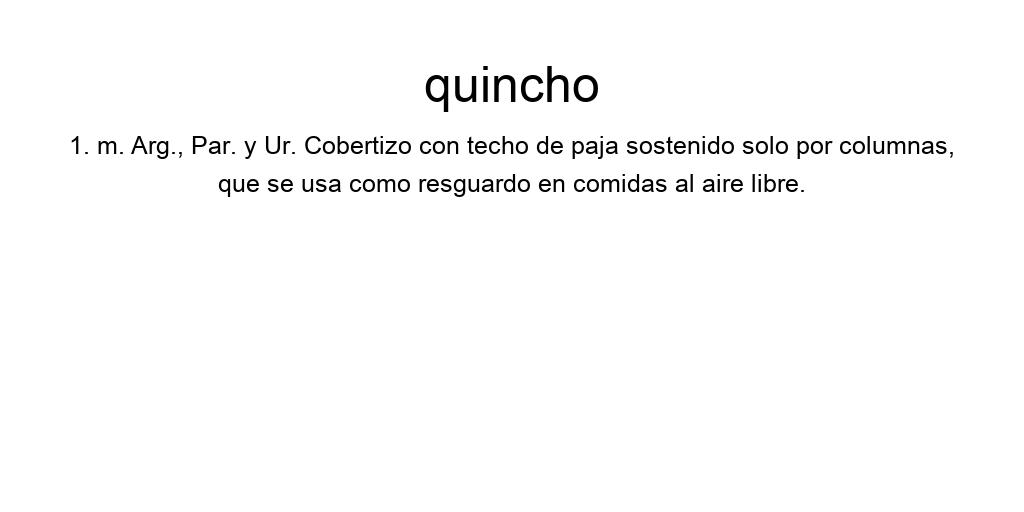 quincho
1. m. Arg., Par. y Ur. Cobertizo con techo de paja sostenido solo por columnas,
que se usa como resguardo en comidas al aire libre.